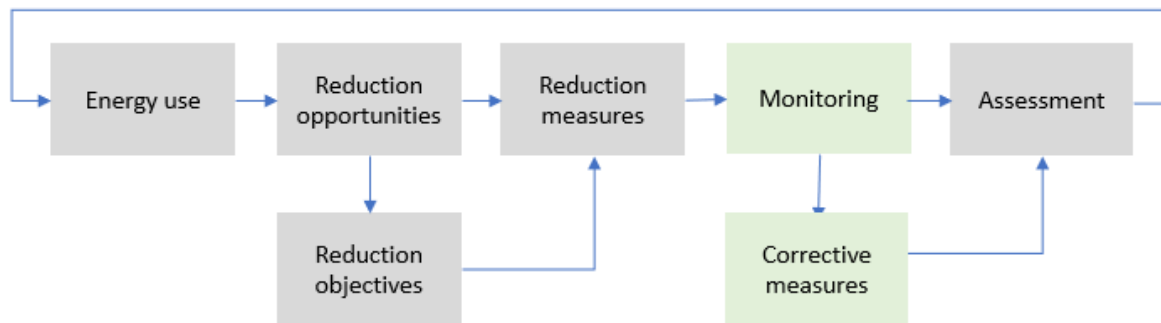 Energy use
Reduction
opportunities
Reduction
measures
Monitoring
Assessment
Reduction
objectives
Corrective
measures